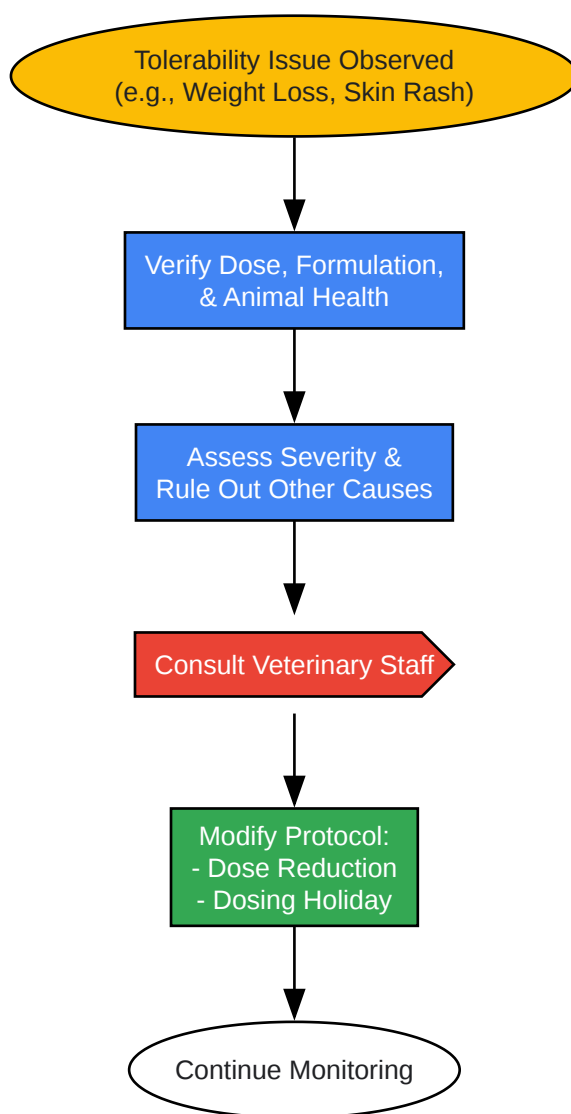 Tolerability Issue Observed
(e.g., Weight Loss, Skin Rash)
Verify Dose, Formulation,
& Animal Health
Assess Severity &
Rule Out Other Causes
Consult Veterinary Staff
Modify Protocol:
- Dose Reduction
- Dosing Holiday
Continue Monitoring